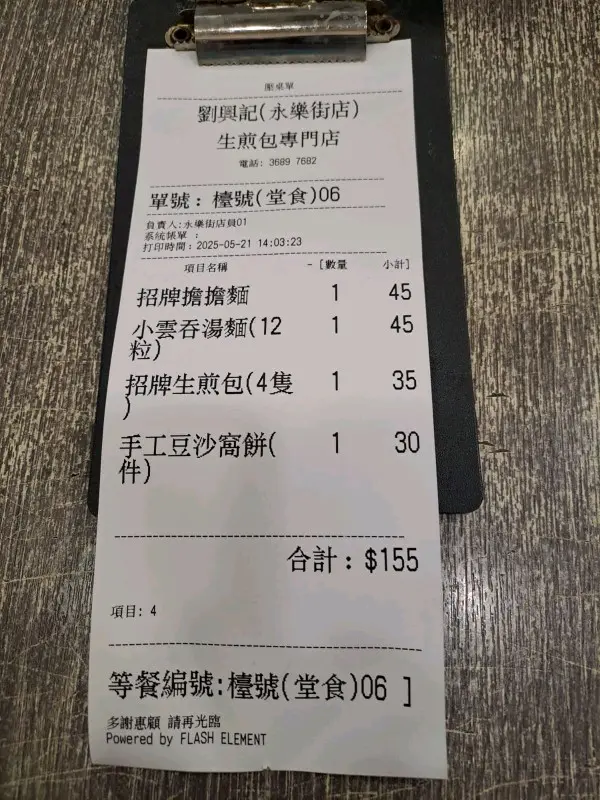 壓桌單
劉興記(永樂街店)
生煎包專門店
電話: 3689 7682
單號: 檯號(堂食)06
負責人:永樂街店員01
系統帳單 :
打印時間: 2025-05-21 14:03:23
項目名稱 - [數量 小計]
招牌擔擔麵 1 45
小雲吞湯麵(12 1 45
粒)
招牌生煎包(4隻 1 35
)
手工豆沙窩餅( 1 30
件)
合計: $155
項目: 4
等餐編號:檯號(堂食)06 ]
多謝惠顧 請再光臨
Powered by FLASH ELEMENT